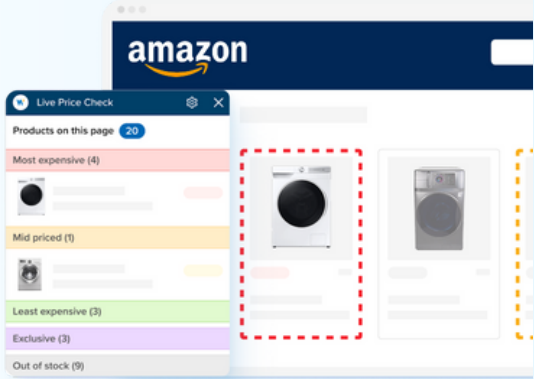 amazon
Live Price Check
Products on this page 20
Most expensive (4)
Mid priced (1)
Least expensive (3)
Exclusive (3)
Out of stock (9)